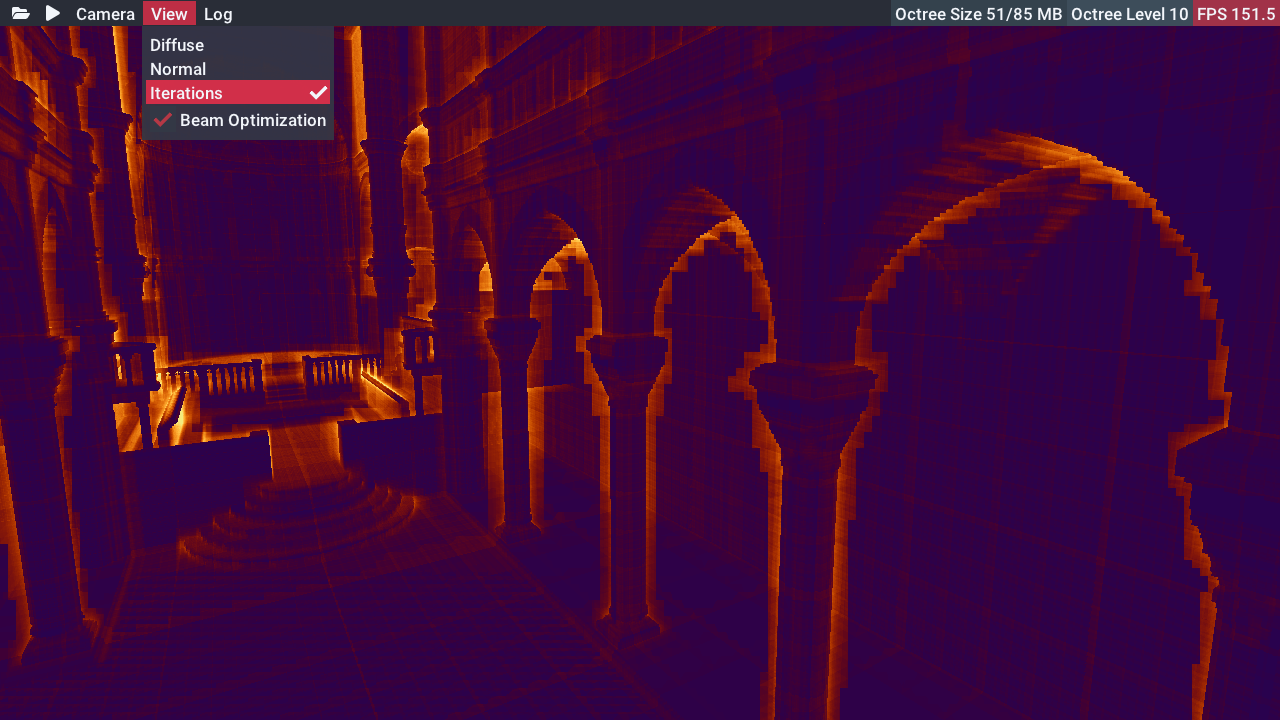 Camera View Log Octree Size 51/85 MB Octree Level 10 FPS 151.5
Diffuse
Normal
Iterations
Beam Optimization